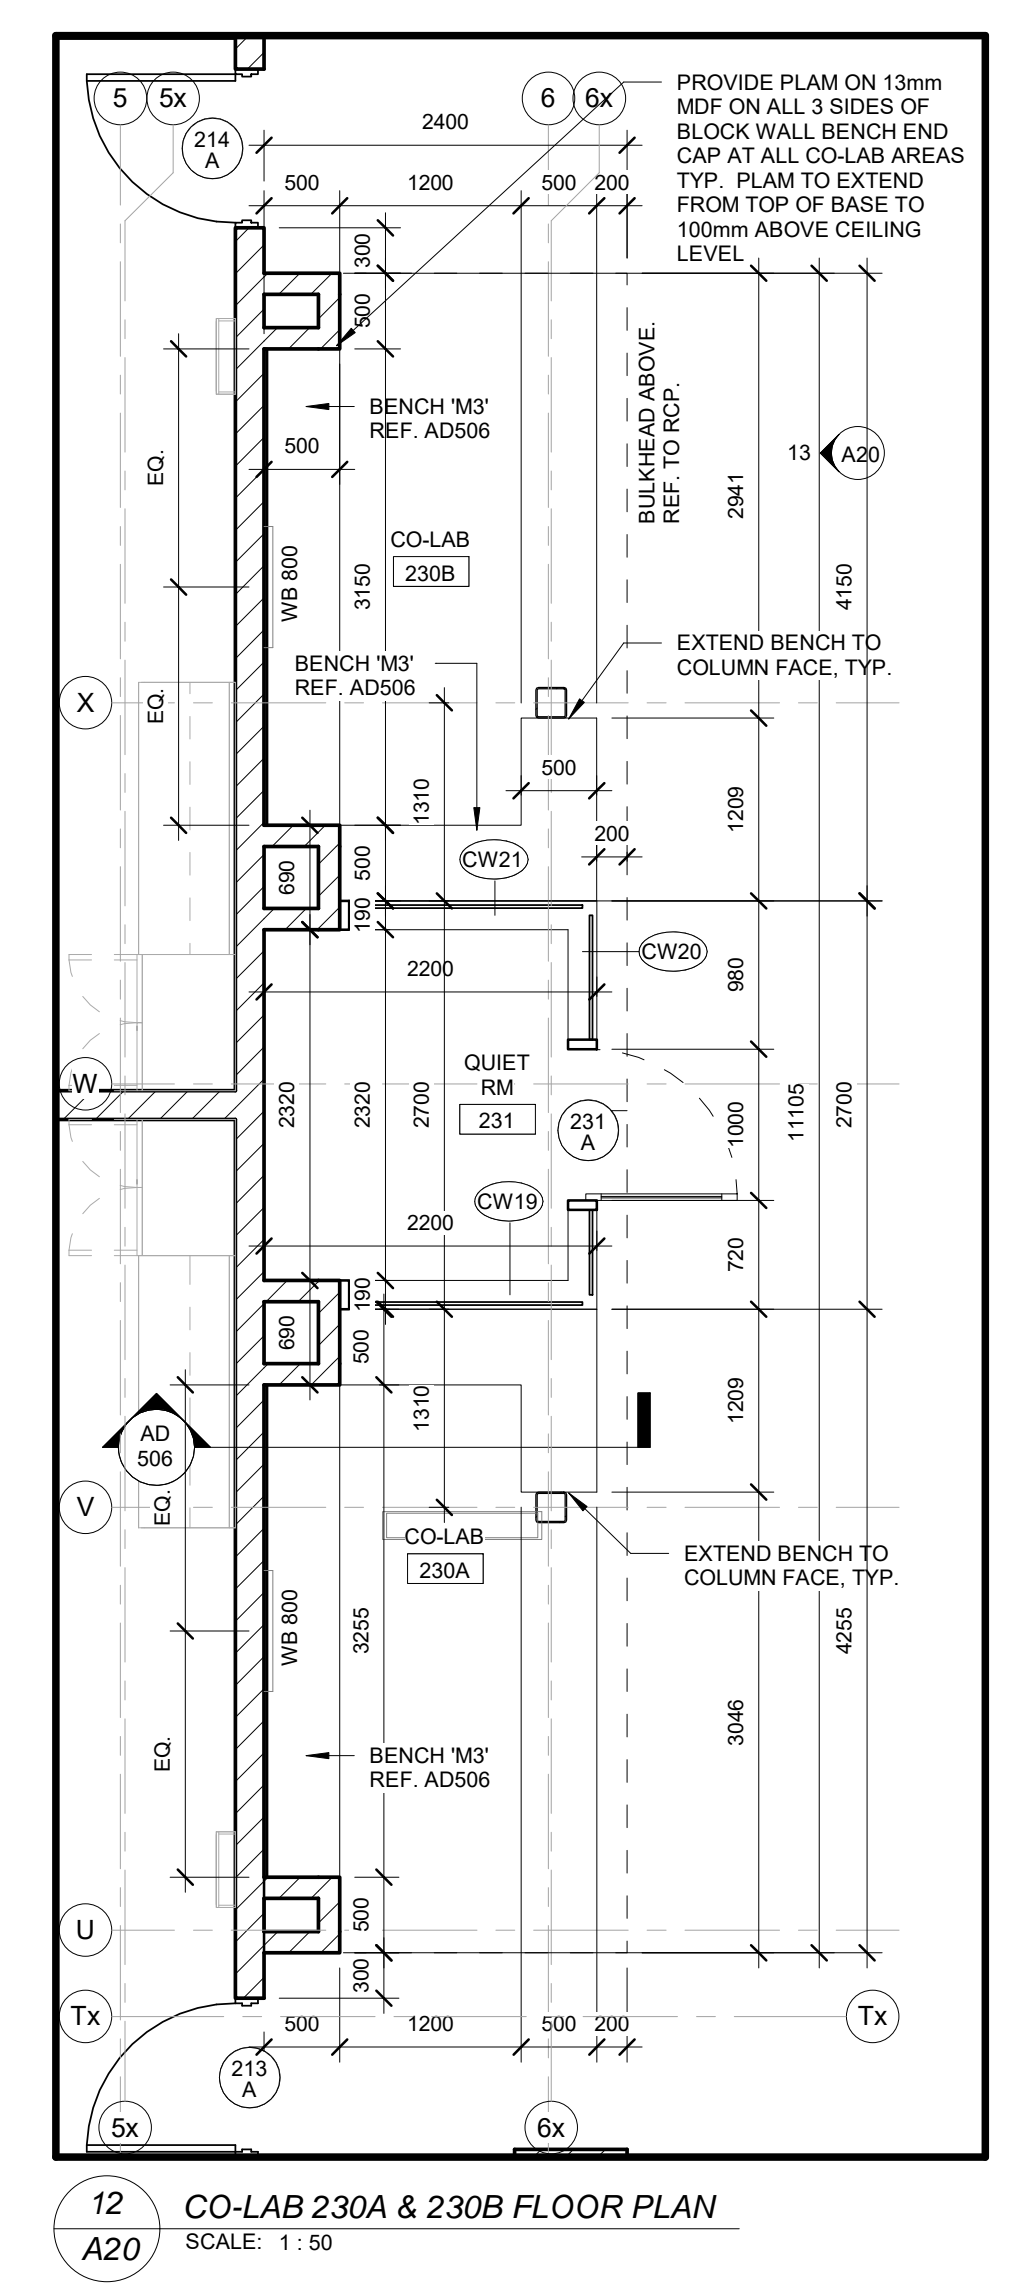 5
5x
6
6x
214
A
2400
PROVIDE PLAM ON 13mm
MDF ON ALL 3 SIDES OF
BLOCK WALL BENCH END
CAP AT ALL CO-LAB AREAS
TYP. PLAM TO EXTEND
FROM TOP OF BASE TO
100mm ABOVE CEILING
LEVEL
500
1200
500
200
300
500
BULKHEAD ABOVE.
REF. TO RCP.
BENCH 'M3'
REF. AD506
500
EQ.
13
A20
2941
CO-LAB
230B
WB 800
3150
4150
EXTEND BENCH TO
COLUMN FACE, TYP.
BENCH 'M3'
REF. AD506
X
EQ.
500
1310
1209
200
CW21
690
500
190
CW20
2200
980
QUIET
RM
231
W
2320
2320
2700
231
A
1000
11105
2700
CW19
2200
720
190
690
500
1310
1209
AD
506
EQ.
V
CO-LAB
230A
EXTEND BENCH TO
COLUMN FACE, TYP.
WB 800
3255
4255
3046
EQ.
BENCH 'M3'
REF. AD506
U
500
300
Tx
Tx
500
1200
500
200
213
A
5x
6x
12
A20
CO-LAB 230A & 230B FLOOR PLAN
SCALE: 1 : 50